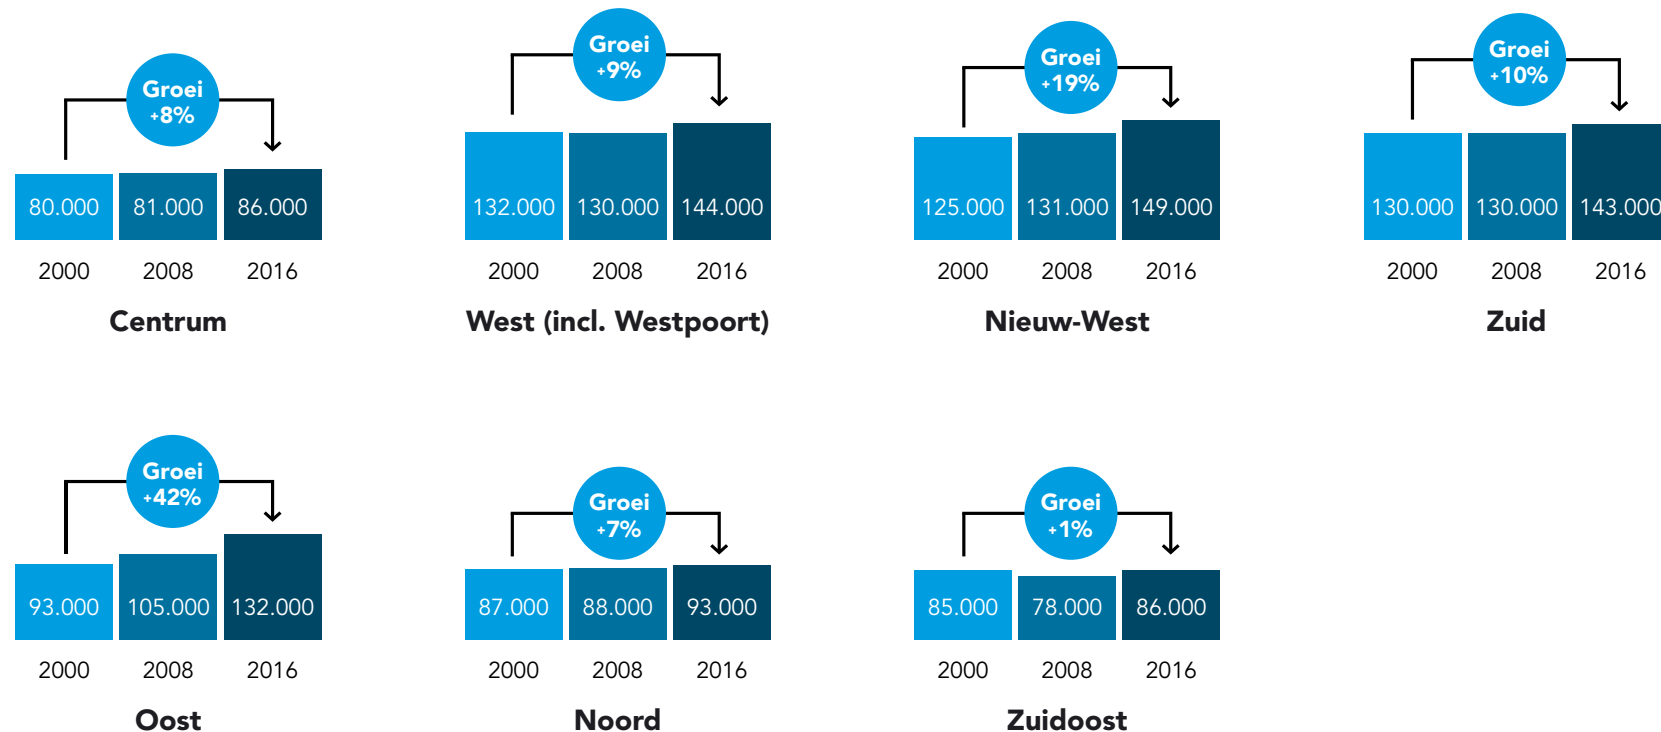 Groei
+8%
80.000 81.000 86.000
2000 2008 2016
Centrum
Groei
+9%
132.000 130.000 144.000
2000 2008 2016
West (incl. Westpoort)
Groei
+19%
125.000 131.000 149.000
2000 2008 2016
Nieuw-West
Groei
+10%
130.000 130.000 143.000
2000 2008 2016
Zuid
Groei
+42%
93.000 105.000 132.000
2000 2008 2016
Oost
Groei
+7%
87.000 88.000 93.000
2000 2008 2016
Noord
Groei
+1%
85.000 78.000 86.000
2000 2008 2016
Zuidoost